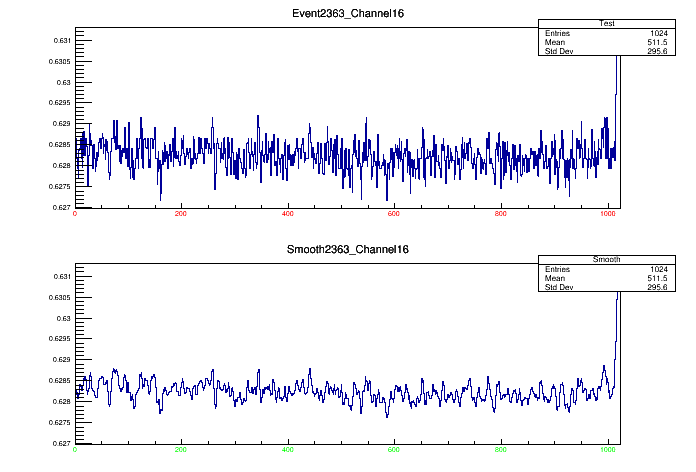 Event2363_Channel16
Test
Entries 1024
Mean 511.5
Std Dev 295.6
0.631
0.6305
0.63
0.6295
0.629
0.6285
0.628
0.6275
0.627
0 200 400 600 800 1000
Smooth2363_Channel16
Smooth
Entries 1024
Mean 511.5
Std Dev 295.6
0.631
0.6305
0.63
0.6295
0.629
0.6285
0.628
0.6275
0.627
0 200 400 600 800 1000